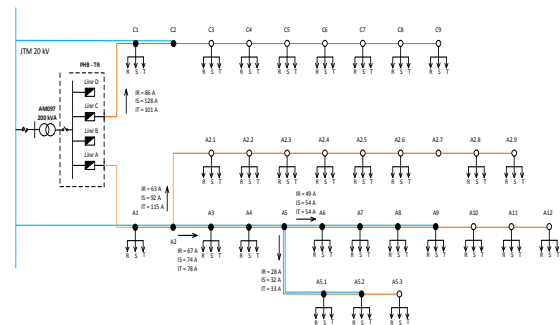 C1 C2 C3 C4 C5 C6 C7 C8 C9
JTM 20 kV
PHB - TR
R S T R S T R S T R S T R S T R S T R S T R S T
Line D
IR = 86 A
IS = 128 A
IT = 101 A
Line C
AM097
200 kVA
Line B
Line A
A2.1 A2.2 A2.3 A2.4 A2.5 A2.6 A2.7 A2.8 A2.9
R S T R S T R S T R S T R S T R S T R S T R S T
IR = 63 A
IS = 92 A
IT = 115 A
IR = 49 A
IS = 54 A
IT = 54 A
A1 A3 A4 A5 A6 A7 A8 A9 A10 A11 A12
A2
R S T R S T R S T R S T R S T R S T R S T R S T R S T R S T
IR = 67 A
IS = 74 A
IT = 78 A
IR = 28 A
IS = 32 A
IT = 33 A
A5.1 A5.2 A5.3
R S T R S T R S T